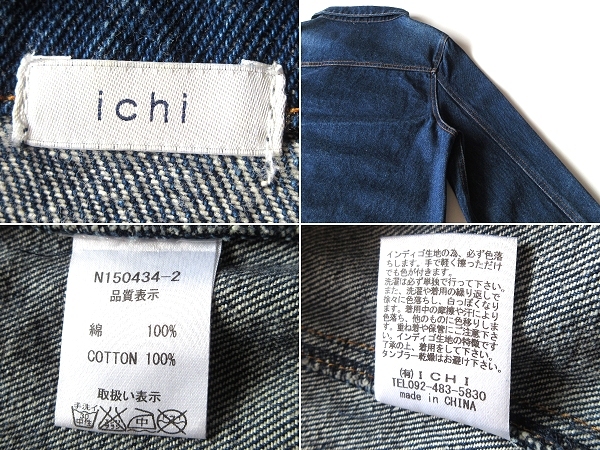 ichi
N150434-2
品質表示
綿 100%
COTTON 100%
取扱い表示
手洗イ
中
インディゴ生地の為、必ず色落
ちします。手で軽く擦っただけ
でも色が付きます。
洗濯は必ず単独で行って下さい。
また、洗濯や着用の繰り返しで
徐々に色落ちし、白っぽくなり
ます。着用中の摩擦や汗により
色落ち、他のものに色移りしま
す。重ね着や保管にご注意下さ
い。インディゴ生地の特徴です
了承の上、着用をして下さい。
タンブラー乾燥はお避け下さい。
(有)ICHI
TEL092-483-5830
made in CHINA